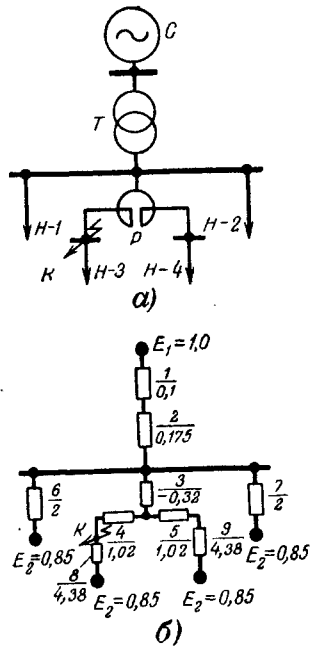 C
T
H-1
H-2
K
H-3
P
H-4
а)
E₁=1,0
1/0,1
2/0,175
6/2
3/-0,32
7/2
K
4/1,02
5/1,02
9/4,38
E₂=0,85
E₂=0,85
8/4,38
E₂=0,85
E₂=0,85
б)